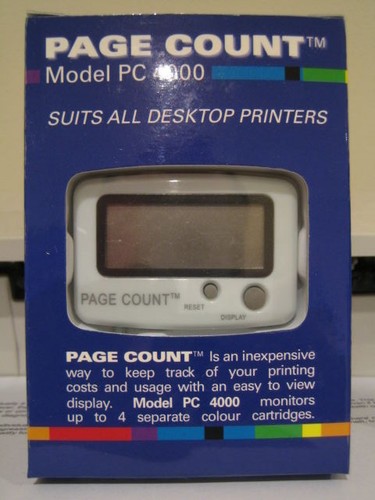 PAGE COUNT™
Model PC 4000
SUITS ALL DESKTOP PRINTERS
PAGE COUNT™
RESET
DISPLAY
PAGE COUNT™ Is an inexpensive
way to keep track of your printing
costs and usage with an easy to view
display. Model PC 4000 monitors
up to 4 separate colour cartridges.